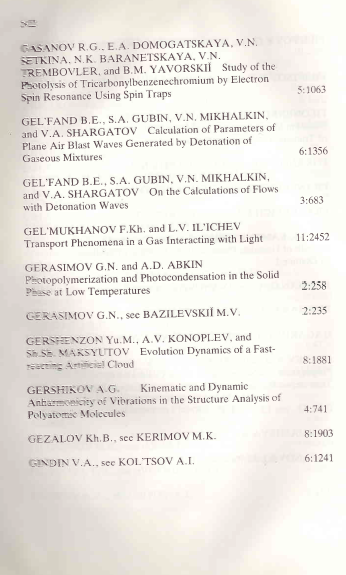 GASANOV R.G., E.A. DOMOGATSKAYA, V.N.
SETKINA, N.K. BARANETSKAYA, V.N.
TREMBOVLER, and B.M. YAVORSKIĬ Study of the
Photolysis of Tricarbonylbenzenechromium by Electron
Spin Resonance Using Spin Traps 5:1063
GEL'FAND B.E., S.A. GUBIN, V.N. MIKHALKIN,
and V.A. SHARGATOV Calculation of Parameters of
Plane Air Blast Waves Generated by Detonation of
Gaseous Mixtures 6:1356
GEL'FAND B.E., S.A. GUBIN, V.N. MIKHALKIN,
and V.A. SHARGATOV On the Calculations of Flows
with Detonation Waves 3:683
GEL'MUKHANOV F.Kh. and L.V. IL'ICHEV
Transport Phenomena in a Gas Interacting with Light 11:2452
GERASIMOV G.N. and A.D. ABKIN
Photopolymerization and Photocondensation in the Solid
Phase at Low Temperatures 2:258
GERASIMOV G.N., see BAZILEVSKIĬ M.V. 2:235
GERSHENZON Yu.M., A.V. KONOPLEV, and
Sh.Sh. MAKSYUTOV Evolution Dynamics of a Fast-
reacting Artificial Cloud 8:1881
GERSHIKOV A.G. Kinematic and Dynamic
Anharmonicity of Vibrations in the Structure Analysis of
Polyatomic Molecules 4:741
GEZALOV Kh.B., see KERIMOV M.K. 8:1903
GINDIN V.A., see KOL'TSOV A.I. 6:1241